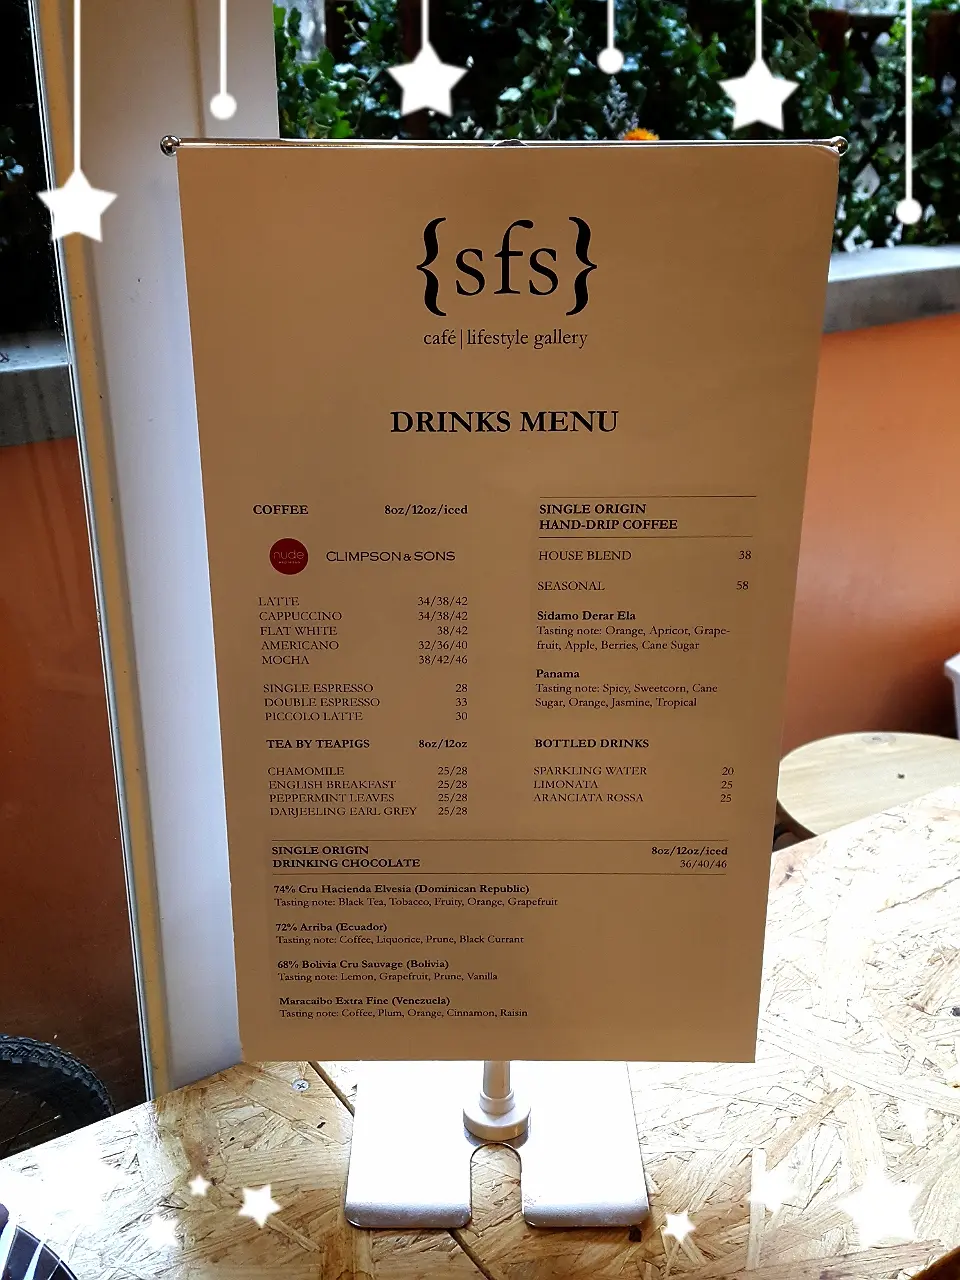 {sfs}
café | lifestyle gallery
DRINKS MENU
COFFEE 8oz/12oz/iced
nude
CLIMPSON & SONS
LATTE 34/38/42
CAPPUCCINO 34/38/42
FLAT WHITE 38/42
AMERICANO 32/36/40
MOCHA 38/42/46
SINGLE ESPRESSO 28
DOUBLE ESPRESSO 33
PICCOLO LATTE 30
TEA BY TEAPIGS 8oz/12oz
CHAMOMILE 25/28
ENGLISH BREAKFAST 25/28
PEPPERMINT LEAVES 25/28
DARJEELING EARL GREY 25/28
SINGLE ORIGIN
HAND-DRIP COFFEE
HOUSE BLEND 38
SEASONAL 58
Sidamo Derar Ela
Tasting note: Orange, Apricot, Grape-
fruit, Apple, Berries, Cane Sugar
Panama
Tasting note: Spicy, Sweetcorn, Cane
Sugar, Orange, Jasmine, Tropical
BOTTLED DRINKS
SPARKLING WATER 20
LIMONATA 25
ARANCIATA ROSSA 25
SINGLE ORIGIN 8oz/12oz/iced
DRINKING CHOCOLATE 36/40/46
74% Cru Hacienda Elvesia (Dominican Republic)
Tasting note: Black Tea, Tobacco, Fruity, Orange, Grapefruit
72% Arriba (Ecuador)
Tasting note: Coffee, Liquorice, Prune, Black Currant
68% Bolivia Cru Sauvage (Bolivia)
Tasting note: Lemon, Grapefruit, Prune, Vanilla
Maracaibo Extra Fine (Venezuela)
Tasting note: Coffee, Plum, Orange, Cinnamon, Raisin